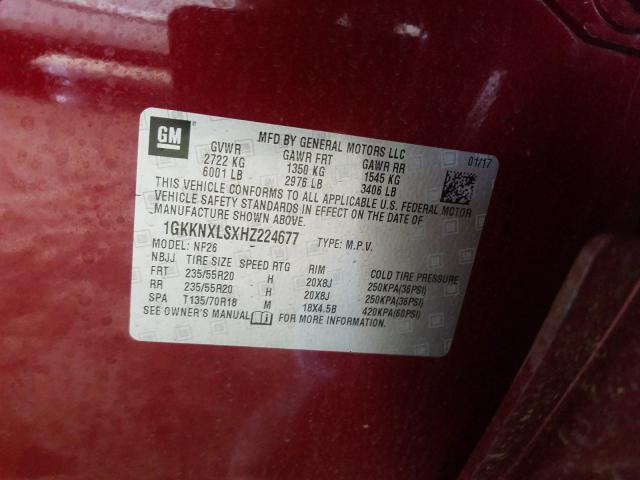 GM
MFD BY GENERAL MOTORS LLC 01/17
GVWR GAWR FRT GAWR RR
2722 KG 1350 KG 1545 KG
6001 LB 2976 LB 3406 LB
THIS VEHICLE CONFORMS TO ALL APPLICABLE U.S. FEDERAL MOTOR
VEHICLE SAFETY STANDARDS IN EFFECT ON THE DATE OF
MANUFACTURE SHOWN ABOVE.
1GKKNXLSXHZ224677 TYPE: M.P.V.
MODEL: NF26
NBJJ TIRE SIZE SPEED RTG RIM COLD TIRE PRESSURE
FRT 235/55R20 H 20X8J 250KPA(36PSI)
RR 235/55R20 H 20X8J 250KPA(36PSI)
SPA T135/70R18 M 18X4.5B 420KPA(60PSI)
SEE OWNER'S MANUAL FOR MORE INFORMATION.